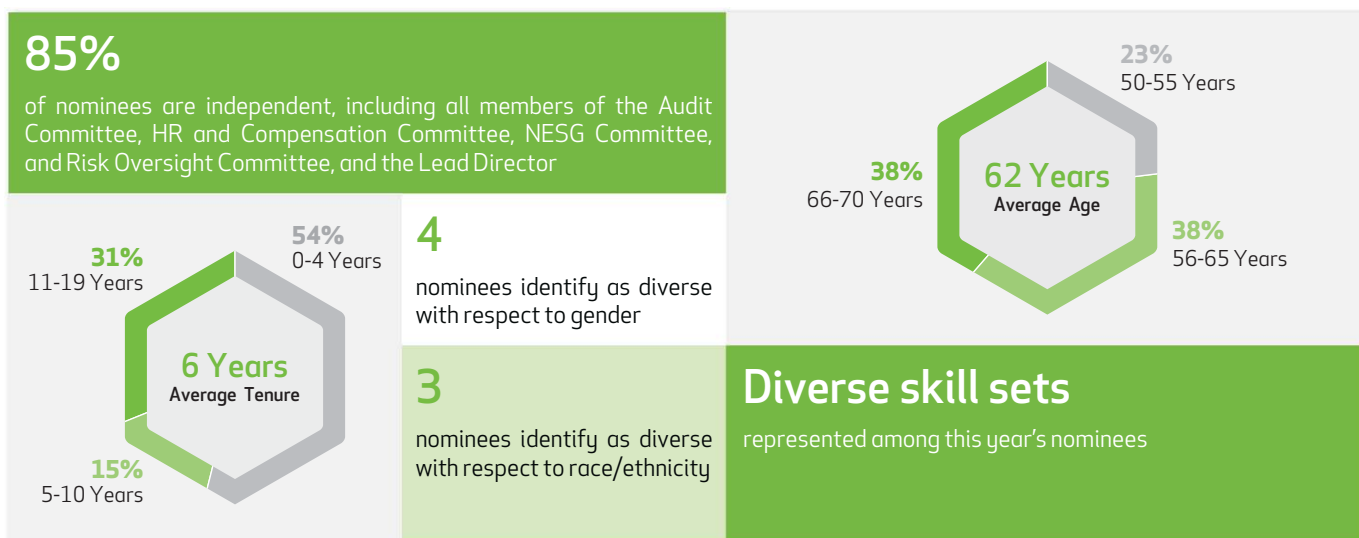 85%
of nominees are independent, including all members of the Audit
Committee, HR and Compensation Committee, NESG Committee,
and Risk Oversight Committee, and the Lead Director
23%
50-55 Years
38%
66-70 Years
62 Years
Average Age
38%
56-65 Years
54%
0-4 Years
31%
11-19 Years
6 Years
Average Tenure
15%
5-10 Years
4
nominees identify as diverse
with respect to gender
3
nominees identify as diverse
with respect to race/ethnicity
Diverse skill sets
represented among this year's nominees